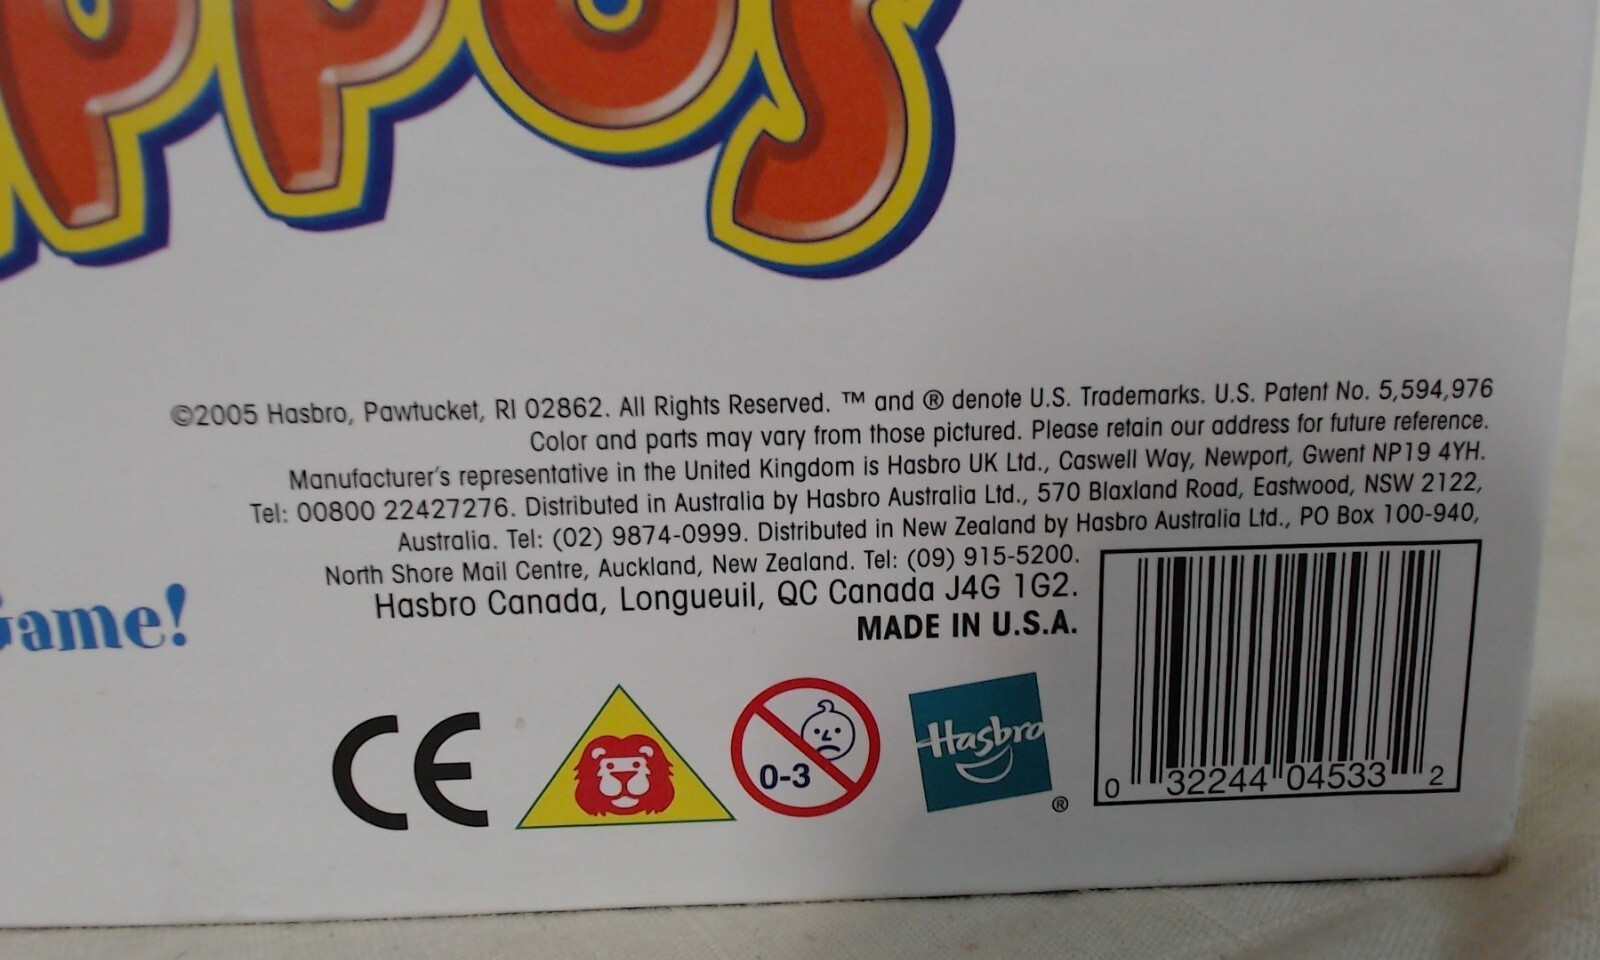 ppos
©2005 Hasbro, Pawtucket, RI 02862. All Rights Reserved. ™ and ® denote U.S. Trademarks. U.S. Patent No. 5,594,976
Color and parts may vary from those pictured. Please retain our address for future reference.
Manufacturer's representative in the United Kingdom is Hasbro UK Ltd., Caswell Way, Newport, Gwent NP19 4YH.
Tel: 00800 22427276. Distributed in Australia by Hasbro Australia Ltd., 570 Blaxland Road, Eastwood, NSW 2122,
Australia. Tel: (02) 9874-0999. Distributed in New Zealand by Hasbro Australia Ltd., PO Box 100-940,
North Shore Mail Centre, Auckland, New Zealand. Tel: (09) 915-5200.
Hasbro Canada, Longueuil, QC Canada J4G 1G2.
MADE IN U.S.A.
Game!
CE
0-3
Hasbro ®
0 32244 04533 2